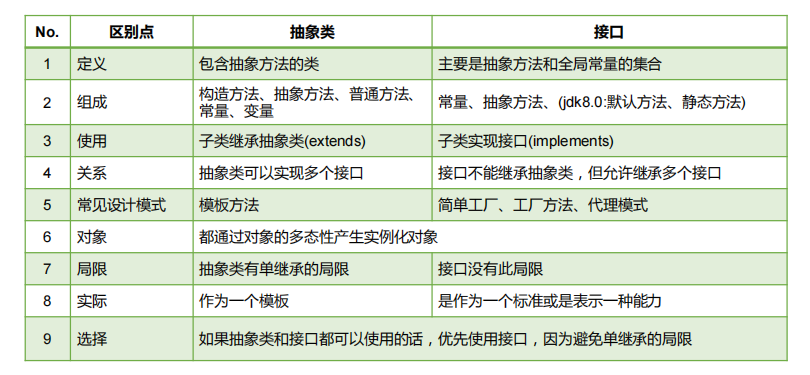 No. 区别点 抽象类 接口
1 定义 包含抽象方法的类 主要是抽象方法和全局常量的集合
2 组成 构造方法、抽象方法、普通方法、常量、变量 常量、抽象方法、(jdk8.0:默认方法、静态方法)
3 使用 子类继承抽象类(extends) 子类实现接口(implements)
4 关系 抽象类可以实现多个接口 接口不能继承抽象类，但允许继承多个接口
5 常见设计模式 模板方法 简单工厂、工厂方法、代理模式
6 对象 都通过对象的多态性产生实例化对象
7 局限 抽象类有单继承的局限 接口没有此局限
8 实际 作为一个模板 是作为一个标准或是表示一种能力
9 选择 如果抽象类和接口都可以使用的话，优先使用接口，因为避免单继承的局限